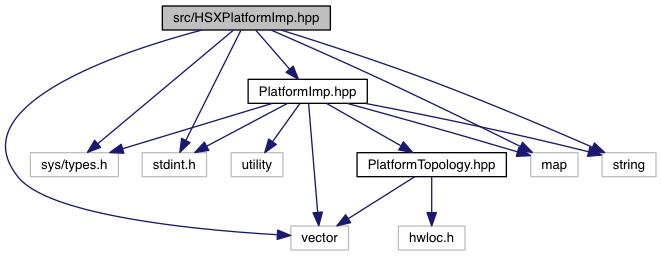 src/HSXPlatformImp.hpp
PlatformImp.hpp
sys/types.h
stdint.h
utility
PlatformTopology.hpp
map
string
vector
hwloc.h